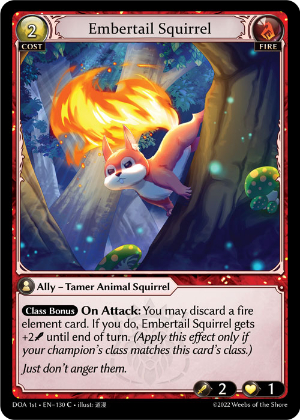 2
COST
Embertail Squirrel
FIRE
Ally – Tamer Animal Squirrel
Class Bonus On Attack: You may discard a fire
element card. If you do, Embertail Squirrel gets
+2 until end of turn. (Apply this effect only if
your champion's class matches this card's class.)
Just don't anger them.
2 1
DOA 1st • EN–130 C • illust: 道漫
©2022 Weebs of the Shore